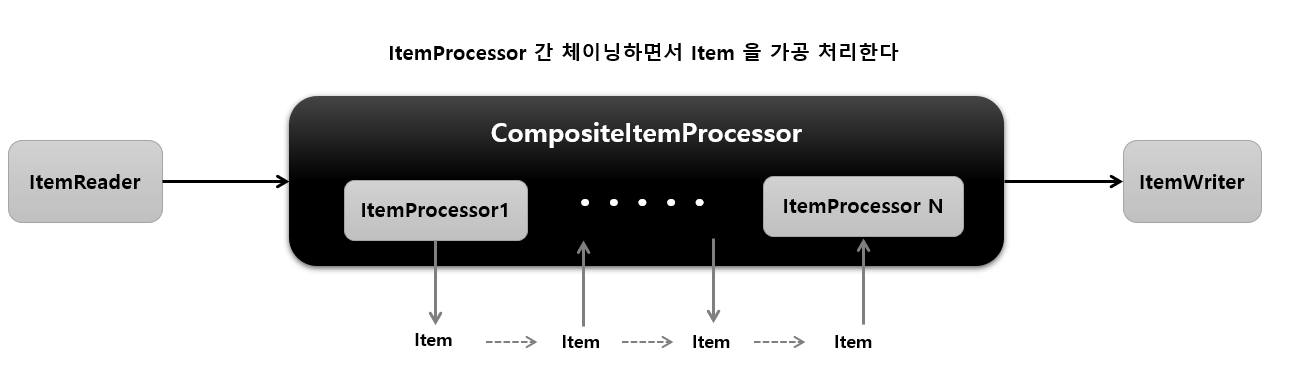 ItemProcessor 간 체이닝하면서 Item 을 가공 처리한다
CompositeItemProcessor
ItemReader
ItemProcessor1
ItemProcessor N
ItemWriter
Item
Item
Item
Item